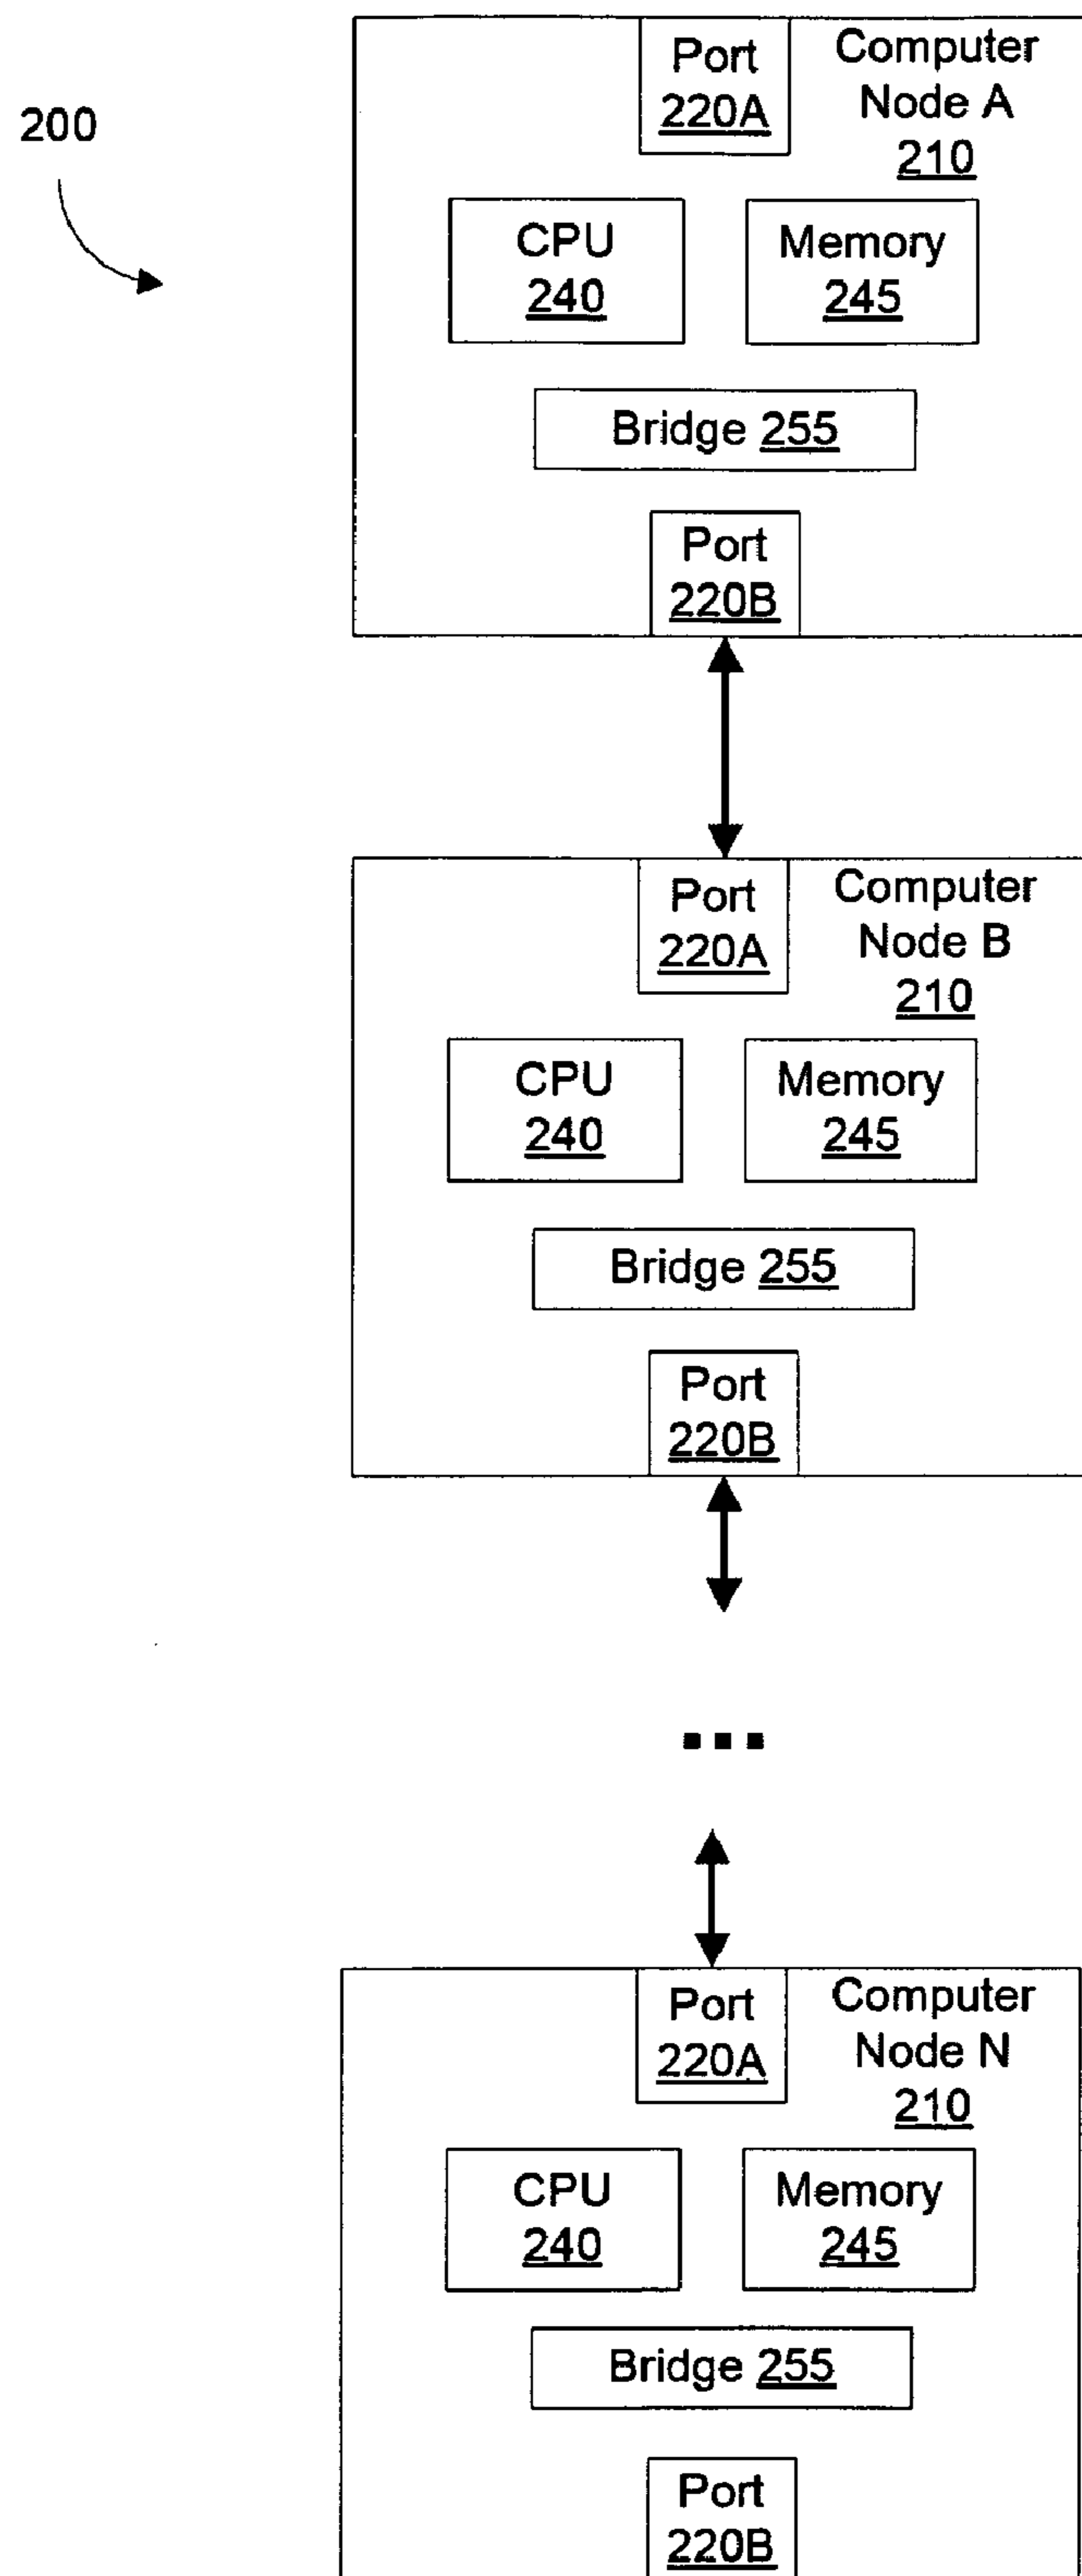 200
Port
220A
Computer
Node A
210
CPU
240
Memory
245
Bridge 255
Port
220B
Port
220A
Computer
Node B
210
CPU
240
Memory
245
Bridge 255
Port
220B
...
Port
220A
Computer
Node N
210
CPU
240
Memory
245
Bridge 255
Port
220B